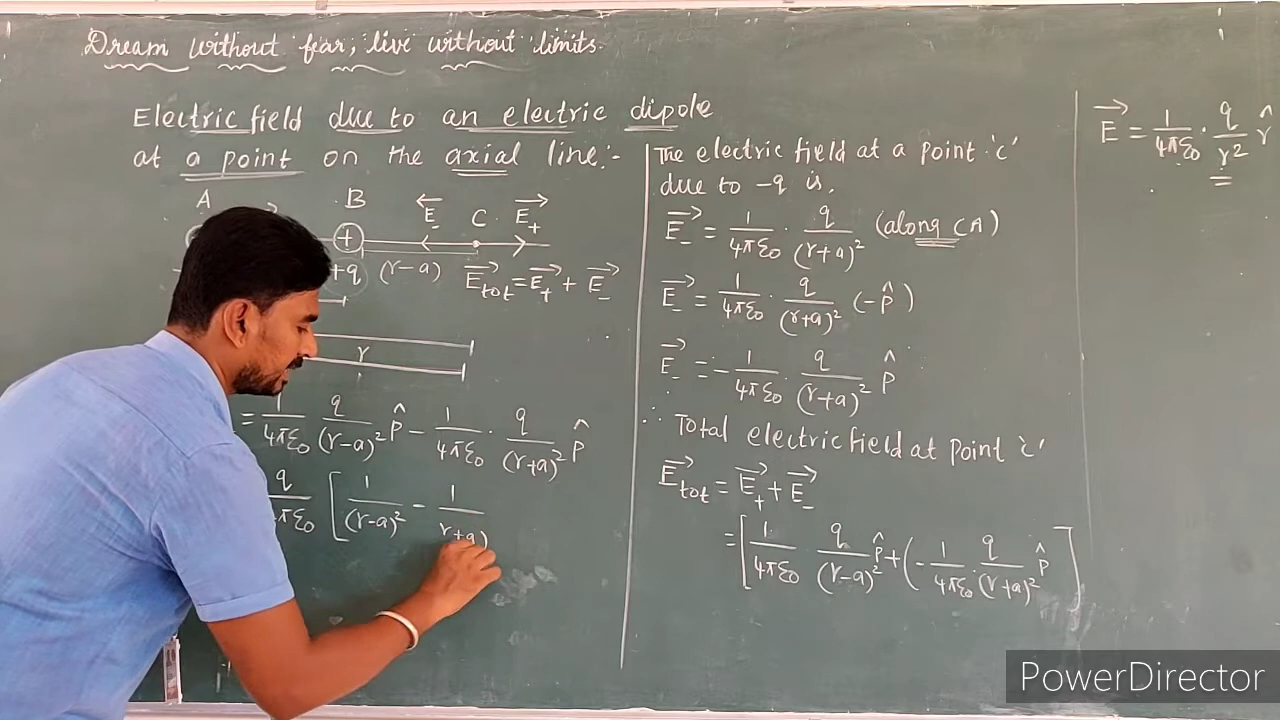 Dream without fear, live without limits.
Electric field due to an electric dipole
at a point on the axial line:-
A B E⃗₋ C E⃗₊
+
+q (r-a) E⃗tot = E⃗₊ + E⃗₋
r
= 1/4πε₀ q/(r-a)² p̂ - 1/4πε₀ · q/(r+a)² p̂
q/πε₀ [ 1/(r-a)² - 1/r+a)
The electric field at a point 'c'
due to -q is,
E⃗₋ = 1/4πε₀ · q/(r+a)² (along CA)
E⃗₋ = 1/4πε₀ · q/(r+a)² (-p̂)
E⃗₋ = - 1/4πε₀ · q/(r+a)² p̂
∴ Total electric field at Point 'c'
E⃗tot = E⃗₊ + E⃗₋
= [ 1/4πε₀ · q/(r-a)² p̂ + (- 1/4πε₀ · q/(r+a)² p̂ ]
E⃗ = 1/4πε₀ · q/r² r̂
PowerDirector